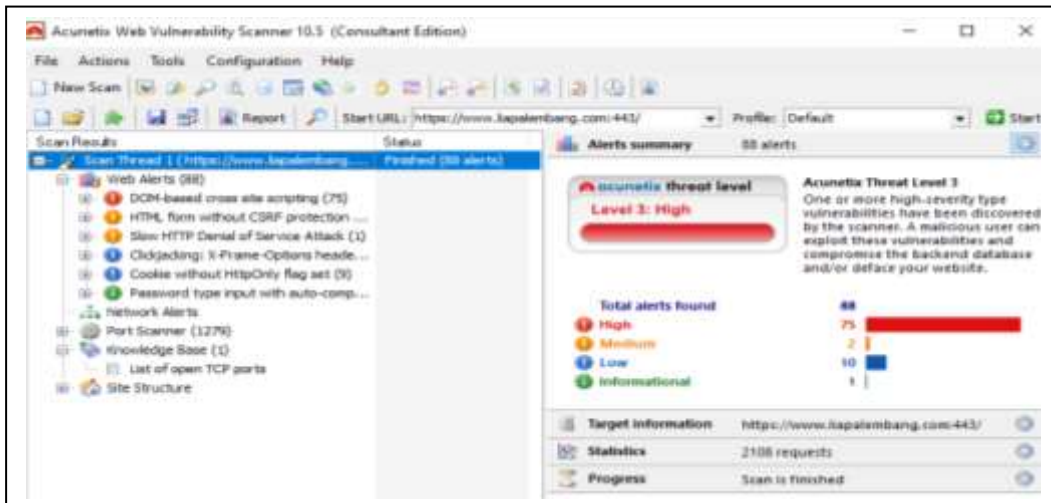 Acunetix Web Vulnerability Scanner 10.5 (Consultant Edition)
File Actions Tools Configuration Help
New Scan
Report Start URL: https://www.liapalembang.com:443/ Profile: Default Start
Scan Results Status
Scan Thread 1 ( https://www.liapalembang.... Finished (88 alerts)
Web Alerts (88)
DOM-based cross site scripting (75)
HTML form without CSRF protection ...
Slow HTTP Denial of Service Attack (1)
Clickjacking: X-Frame-Options heade...
Cookie without HttpOnly flag set (9)
Password type input with auto-comp...
Network Alerts
Port Scanner (1279)
Knowledge Base (1)
List of open TCP ports
Site Structure
Alerts summary 88 alerts
acunetix threat level
Level 3: High
Acunetix Threat Level 3
One or more high-severity type
vulnerabilities have been discovered
by the scanner. A malicious user can
exploit these vulnerabilities and
compromise the backend database
and/or deface your website.
Total alerts found 88
High 75
Medium 2
Low 10
Informational 1
Target information https://www.liapalembang.com:443/
Statistics 2108 requests
Progress Scan is finished